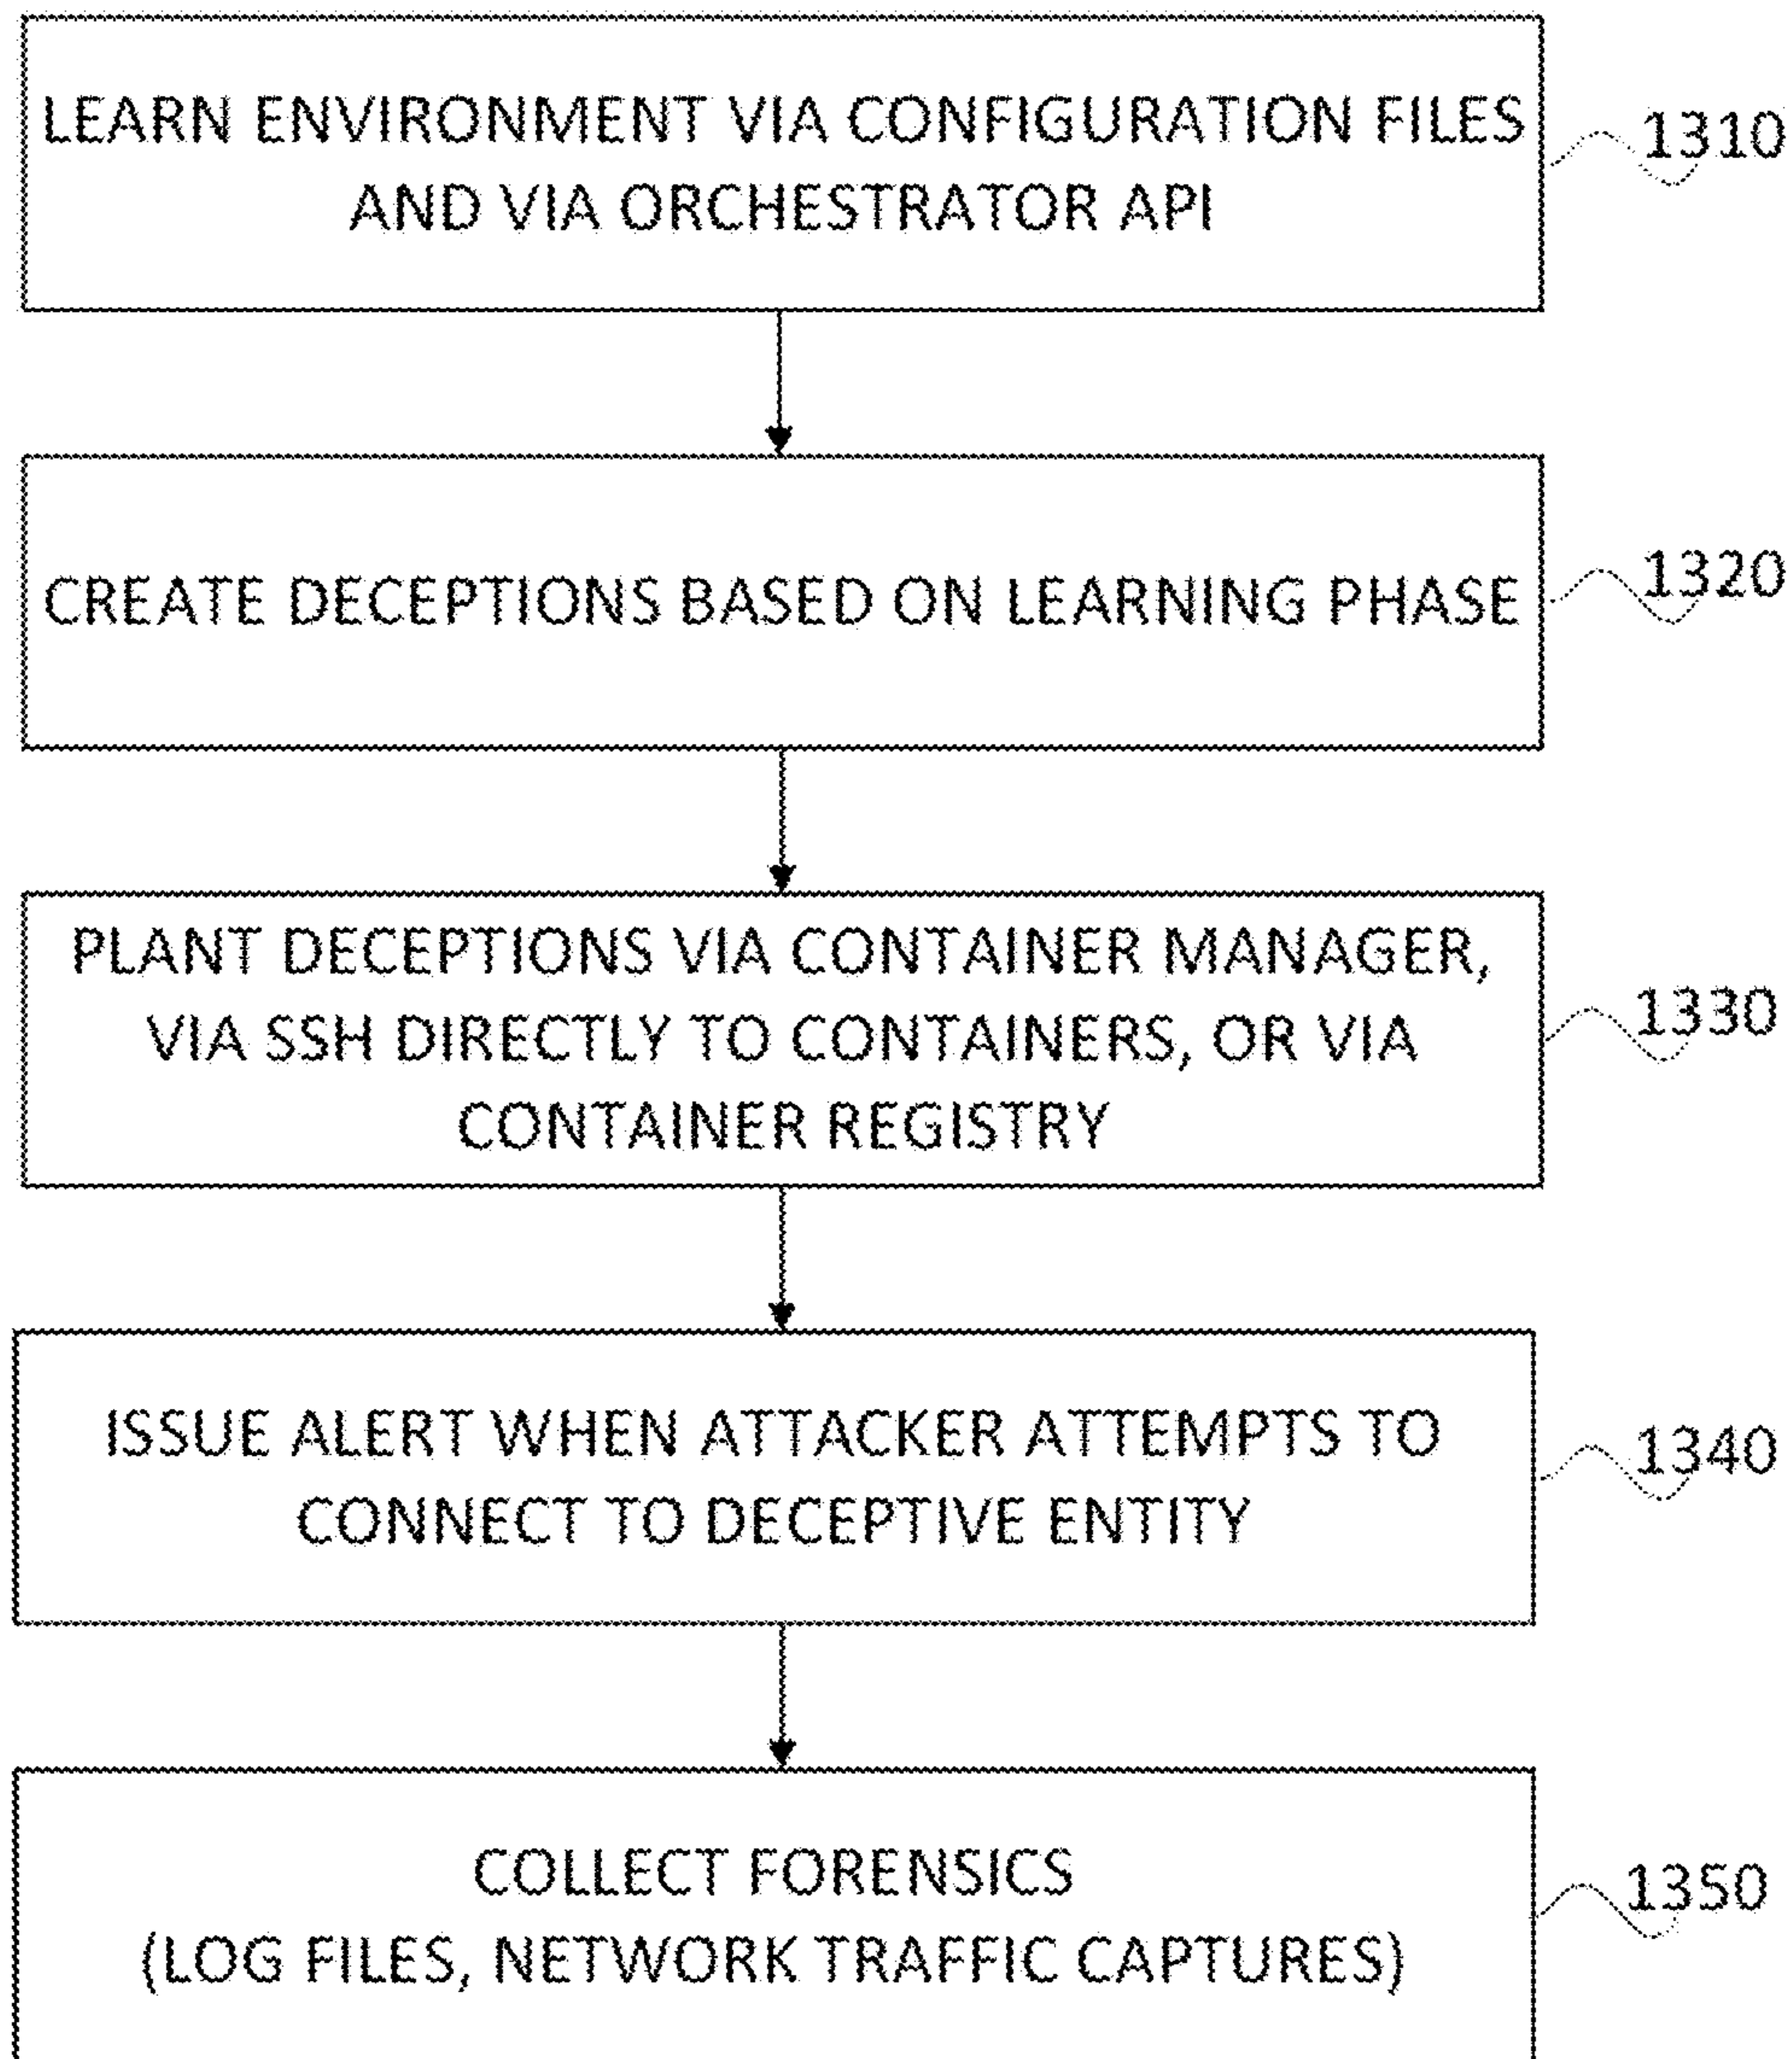 LEARN ENVIRONMENT VIA CONFIGURATION FILES
AND VIA ORCHESTRATOR API
1310
CREATE DECEPTIONS BASED ON LEARNING PHASE
1320
PLANT DECEPTIONS VIA CONTAINER MANAGER,
VIA SSH DIRECTLY TO CONTAINERS, OR VIA
CONTAINER REGISTRY
1330
ISSUE ALERT WHEN ATTACKER ATTEMPTS TO
CONNECT TO DECEPTIVE ENTITY
1340
COLLECT FORENSICS
(LOG FILES, NETWORK TRAFFIC CAPTURES)
1350